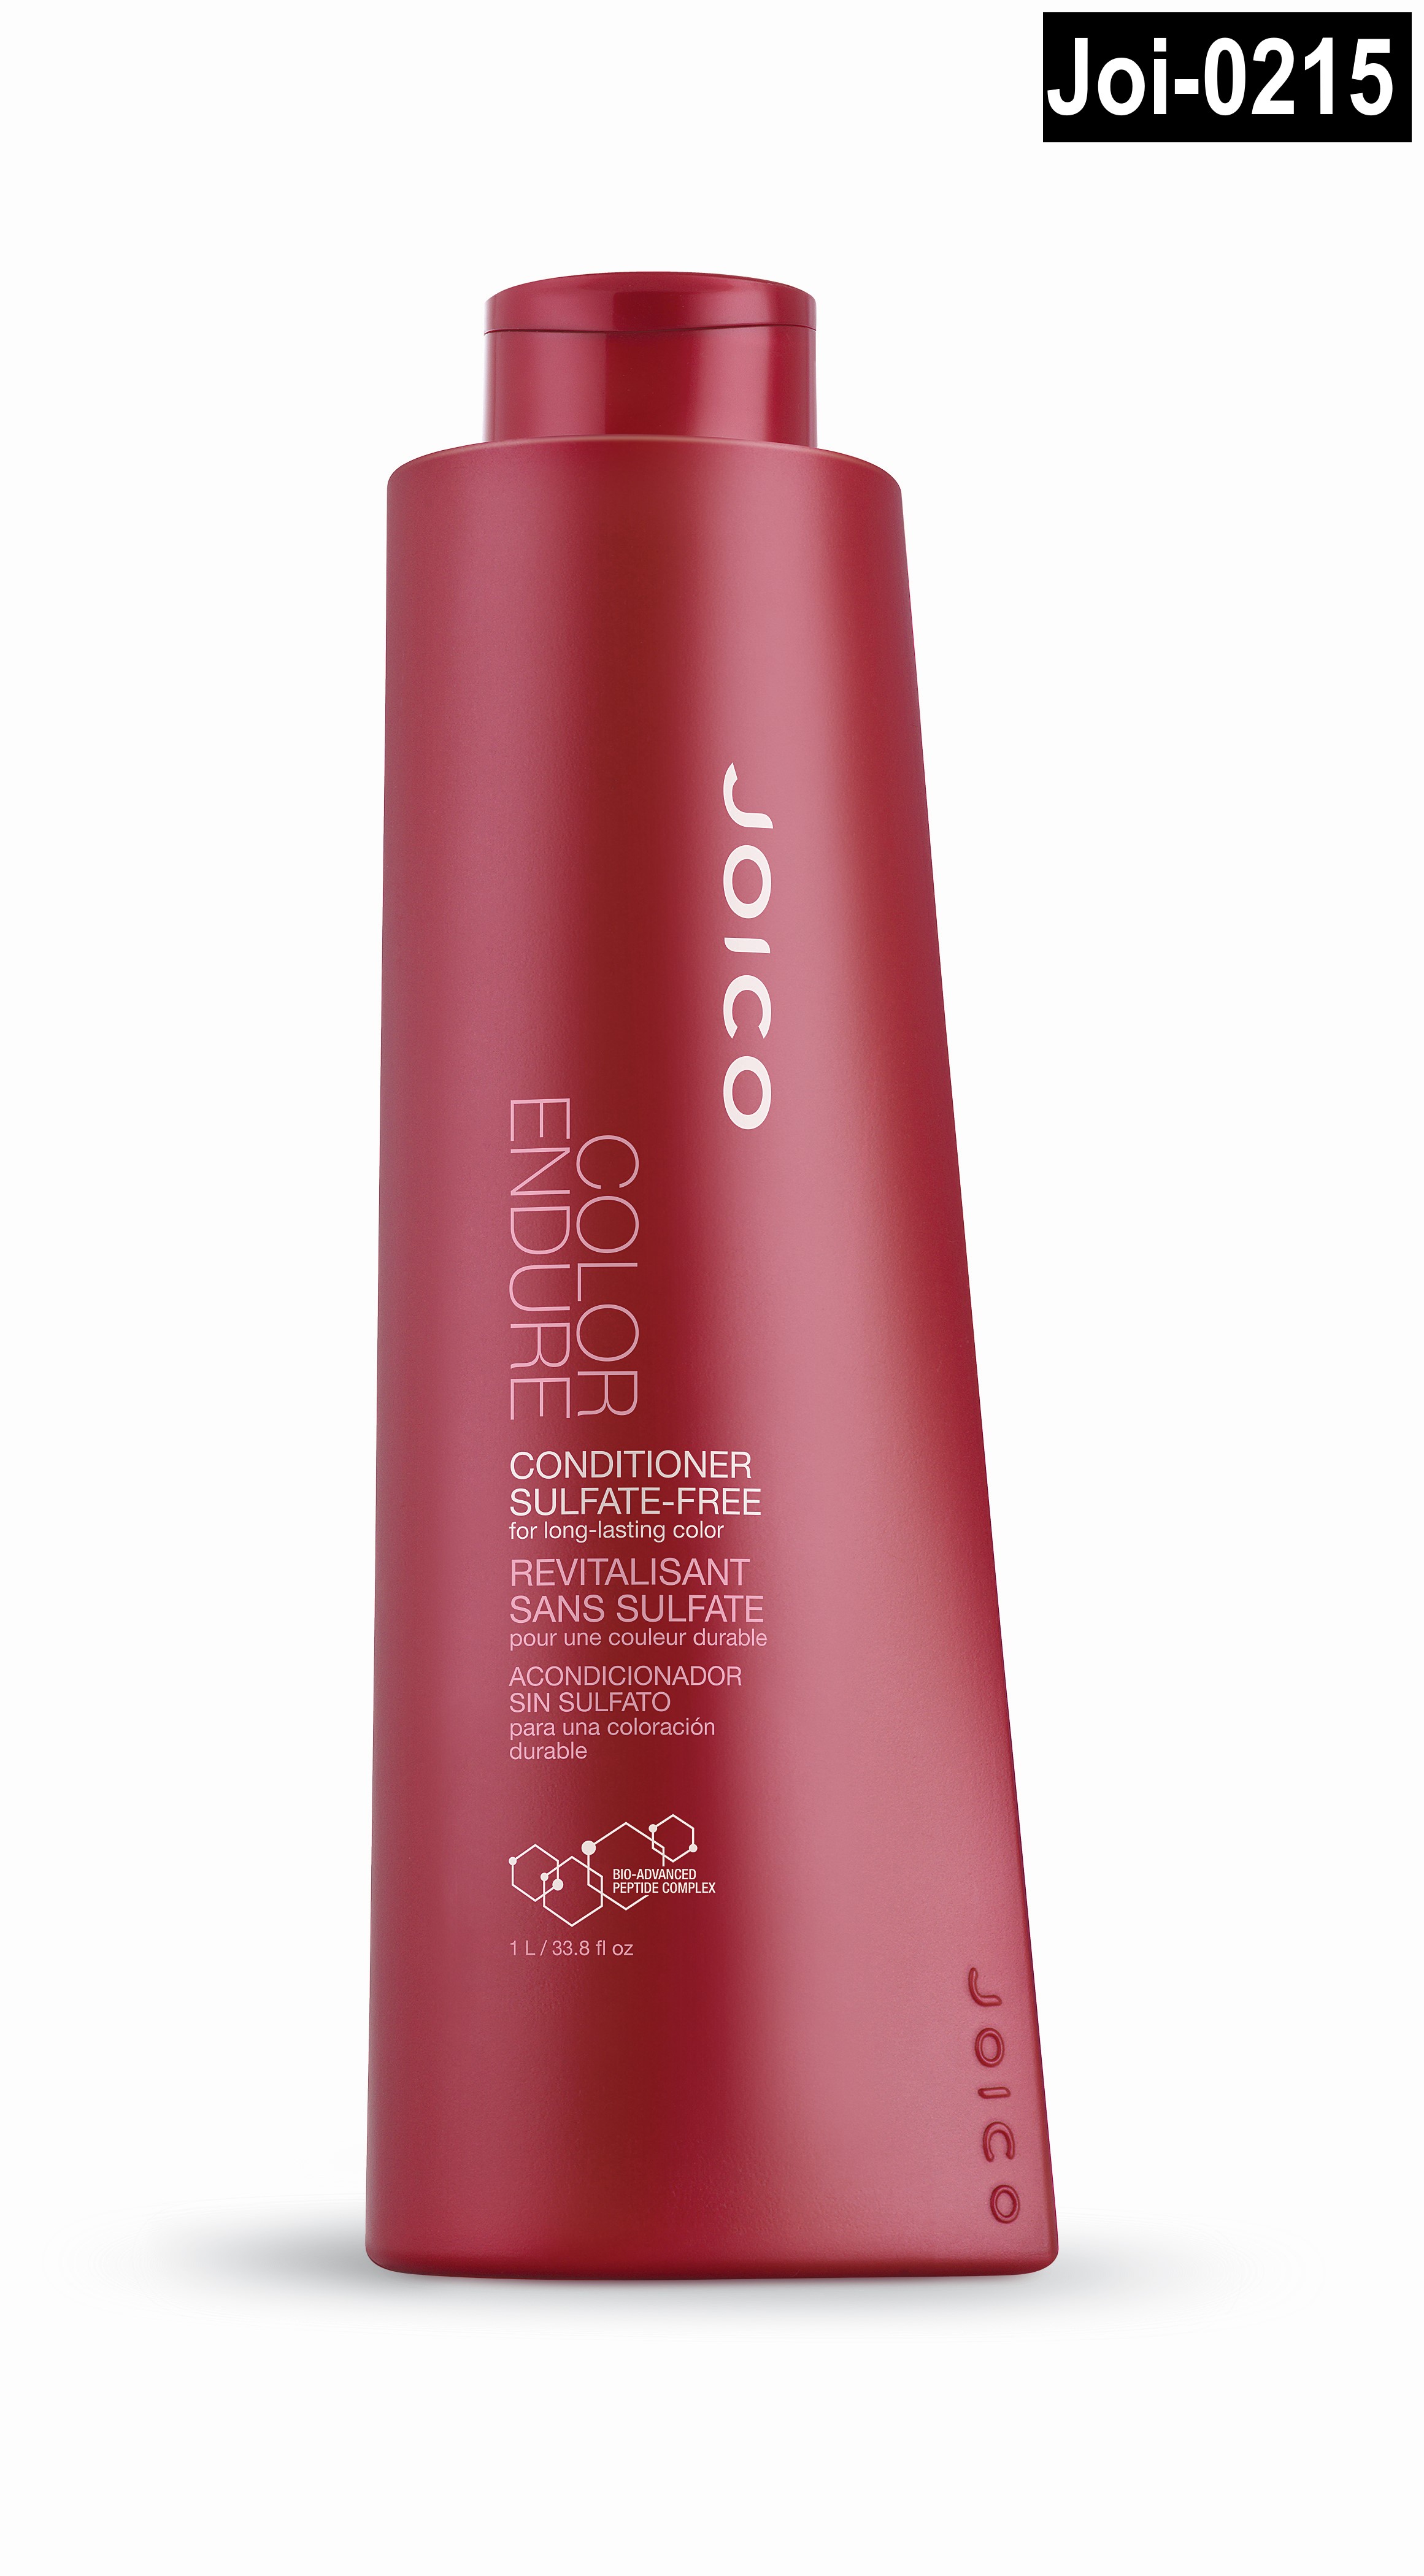 Joi-0215
JOICO
COLOR
ENDURE
CONDITIONER
SULFATE-FREE
for long-lasting color
REVITALISANT
SANS SULFATE
pour une couleur durable
ACONDICIONADOR
SIN SULFATO
para una coloración
durable
BIO-ADVANCED
PEPTIDE COMPLEX
1 L / 33.8 fl oz
JOICO